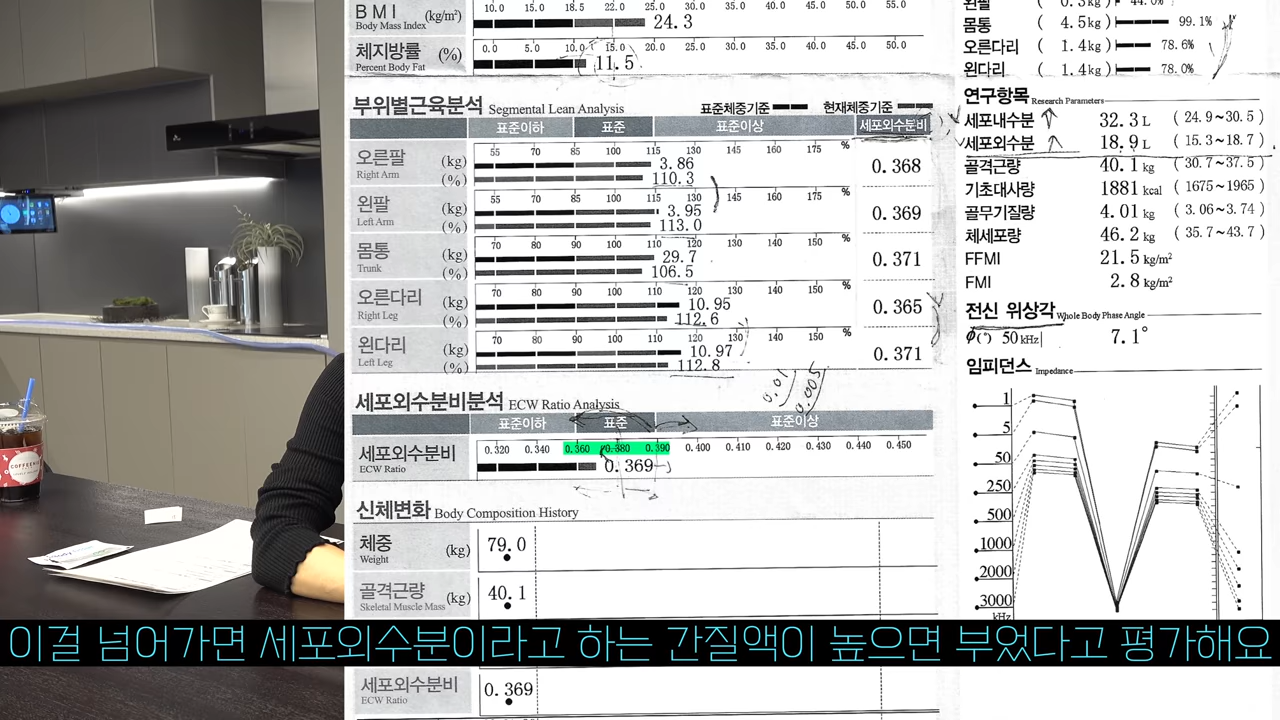 BMI (kg/m²) 10.0 15.0 18.5 22.0 25.0 30.0 35.0 40.0 45.0 50.0 55.0
Body Mass Index 24.3
체지방률 (%) 0.0 5.0 10.0 15.0 20.0 25.0 30.0 35.0 40.0 45.0 50.0
Percent Body Fat 11.5
부위별근육분석 Segmental Lean Analysis 표준체중기준 현재체중기준
표준이하 표준 표준이상 세포외수분비
오른팔 (kg) 55 70 85 100 115 130 145 160 175 %
Right Arm (%) 3.86 0.368
110.3
왼팔 (kg) 55 70 85 100 115 130 145 160 175 %
Left Arm (%) 3.95 0.369
113.0
몸통 (kg) 70 80 90 100 110 120 130 140 150 %
Trunk (%) 29.7 0.371
106.5
오른다리 (kg) 70 80 90 100 110 120 130 140 150 %
Right Leg (%) 10.95 0.365
112.6
왼다리 (kg) 70 80 90 100 110 120 130 140 150 %
Left Leg (%) 10.97 0.371
112.8
0.01 0.005
세포외수분비분석 ECW Ratio Analysis
표준이하 표준 표준이상
세포외수분비 0.320 0.340 0.360 0.380 0.390 0.400 0.410 0.420 0.430 0.440 0.450
ECW Ratio 0.369
신체변화 Body Composition History
체중 (kg) 79.0
Weight
골격근량 (kg) 40.1
Skeletal Muscle Mass
세포외수분비 0.369
ECW Ratio
몸통 ( 4.5kg ) 99.1%
오른다리 ( 1.4kg ) 78.6%
왼다리 ( 1.4kg ) 78.0%
연구항목 Research Parameters
세포내수분 32.3 L ( 24.9~30.5 )
세포외수분 18.9 L ( 15.3~18.7 )
골격근량 40.1 kg ( 30.7~37.5 )
기초대사량 1881 kcal ( 1675~1965 )
골무기질량 4.01 kg ( 3.06~3.74 )
체세포량 46.2 kg ( 35.7~43.7 )
FFMI 21.5 kg/m²
FMI 2.8 kg/m²
전신 위상각 Whole Body Phase Angle
ϕ(°) 50 kHz 7.1°
임피던스 Impedance
1
5
50
250
500
1000
2000
3000
kHz
이걸 넘어가면 세포외수분이라고 하는 간질액이 높으면 부었다고 평가해요